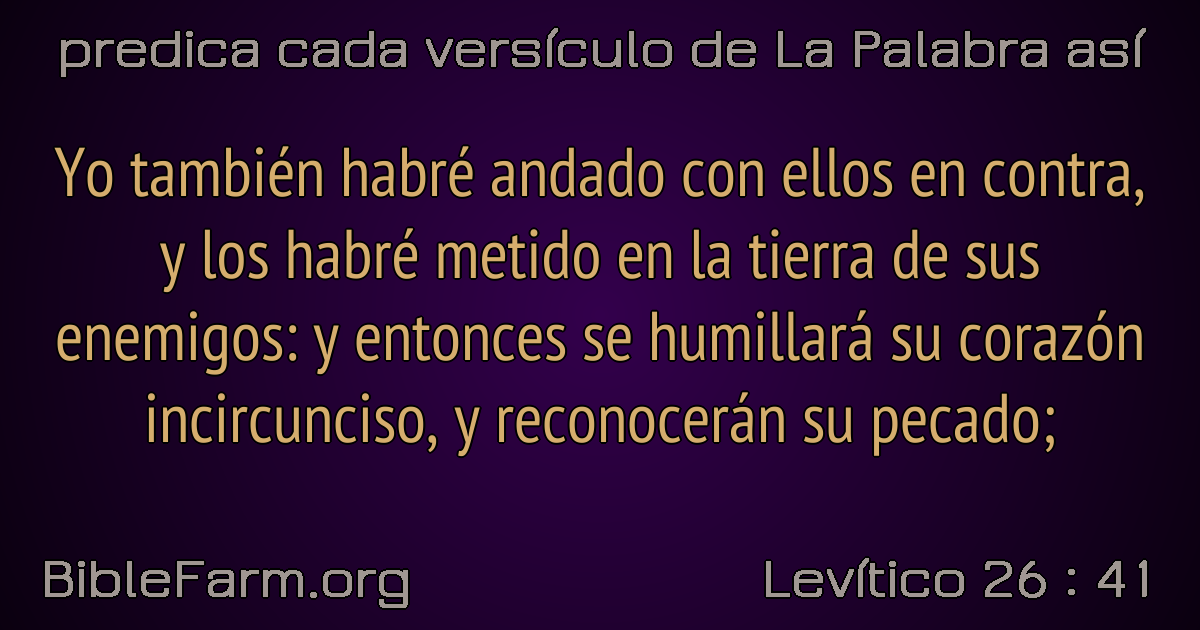 predica cada versículo de La Palabra así
Yo también habré andado con ellos en contra,
y los habré metido en la tierra de sus
enemigos: y entonces se humillará su corazón
incircunciso, y reconocerán su pecado;
BibleFarm.org
Levítico 26 : 41